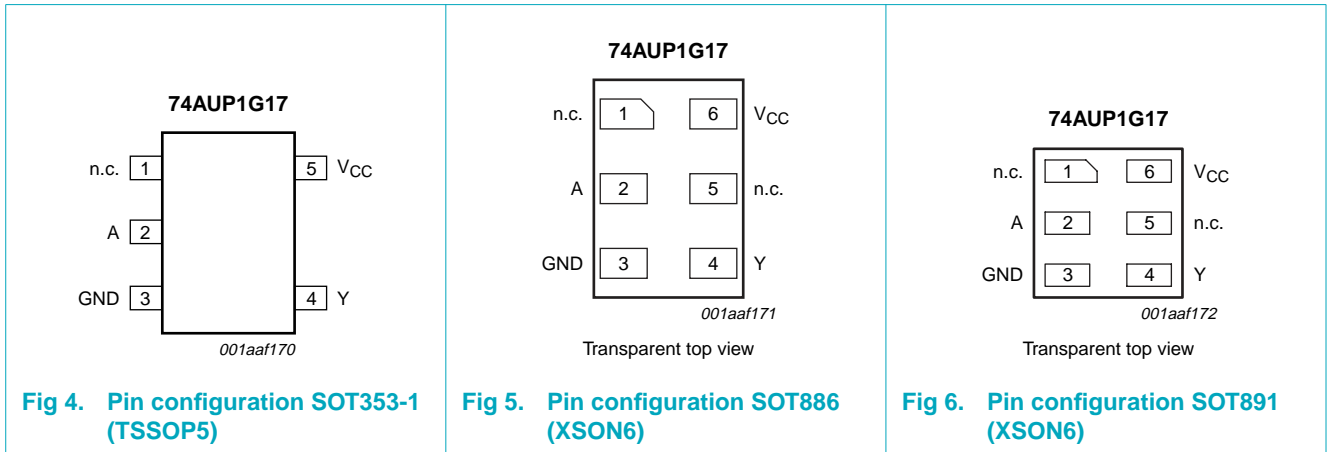 74AUP1G17
n.c. 1
5 VCC
A 2
GND 3
4 Y
001aaf170
Fig 4. Pin configuration SOT353-1
(TSSOP5)
74AUP1G17
n.c. 1 6 VCC
A 2 5 n.c.
GND 3 4 Y
001aaf171
Transparent top view
Fig 5. Pin configuration SOT886
(XSON6)
74AUP1G17
n.c. 1 6 VCC
A 2 5 n.c.
GND 3 4 Y
001aaf172
Transparent top view
Fig 6. Pin configuration SOT891
(XSON6)